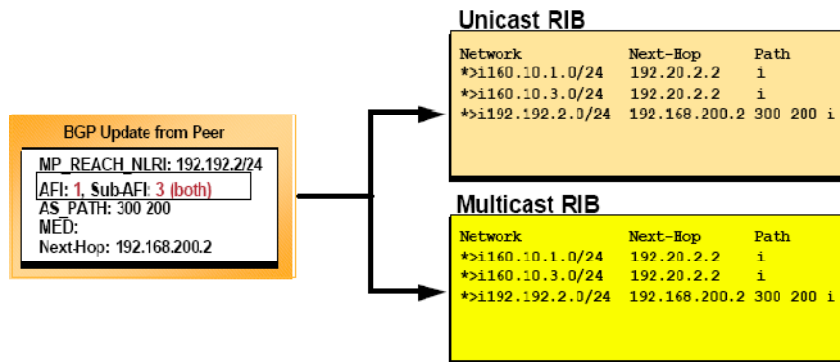 Unicast RIB
Network Next-Hop Path
*>i160.10.1.0/24 192.20.2.2 i
*>i160.10.3.0/24 192.20.2.2 i
*>i192.192.2.0/24 192.168.200.2 300 200 i
BGP Update from Peer
MP_REACH_NLRI: 192.192.2/24
AFI: 1, Sub-AFI: 3 (both)
AS_PATH: 300 200
MED:
Next-Hop: 192.168.200.2
Multicast RIB
Network Next-Hop Path
*>i160.10.1.0/24 192.20.2.2 i
*>i160.10.3.0/24 192.20.2.2 i
*>i192.192.2.0/24 192.168.200.2 300 200 i